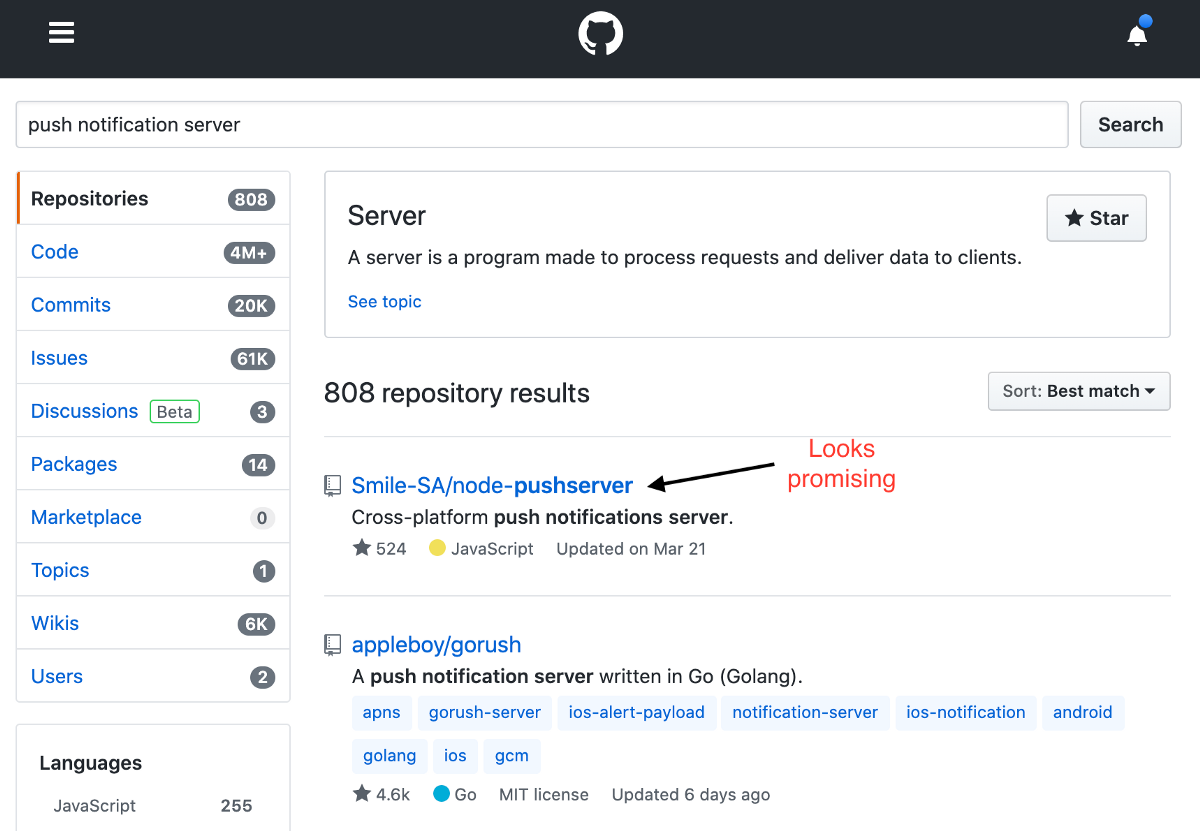 push notification server
Search
Repositories 808
Code 4M+
Commits 20K
Issues 61K
Discussions Beta 3
Packages 14
Marketplace 0
Topics 1
Wikis 6K
Users 2
Languages
JavaScript 255
Server
Star
A server is a program made to process requests and deliver data to clients.
See topic
808 repository results
Sort: Best match
Looks
promising
Smile-SA/node-pushserver
Cross-platform push notifications server.
524 JavaScript Updated on Mar 21
appleboy/gorush
A push notification server written in Go (Golang).
apns gorush-server ios-alert-payload notification-server ios-notification android
golang ios gcm
4.6k Go MIT license Updated 6 days ago